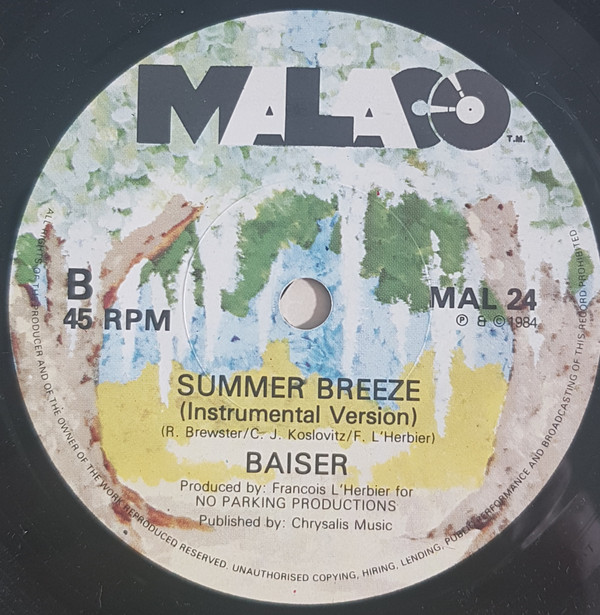 MALACO
T.M.
B
45 RPM
MAL 24
℗ & © 1984
SUMMER BREEZE
(Instrumental Version)
(R. Brewster/C. J. Koslovitz/F. L'Herbier)
BAISER
Produced by: Francois L'Herbier for
NO PARKING PRODUCTIONS
Published by: Chrysalis Music
ALL RIGHTS OF THE PRODUCER AND OF THE OWNER OF THE WORK REPRODUCED RESERVED. UNAUTHORISED COPYING, HIRING, LENDING, PUBLIC PERFORMANCE AND BROADCASTING OF THIS RECORD PROHIBITED